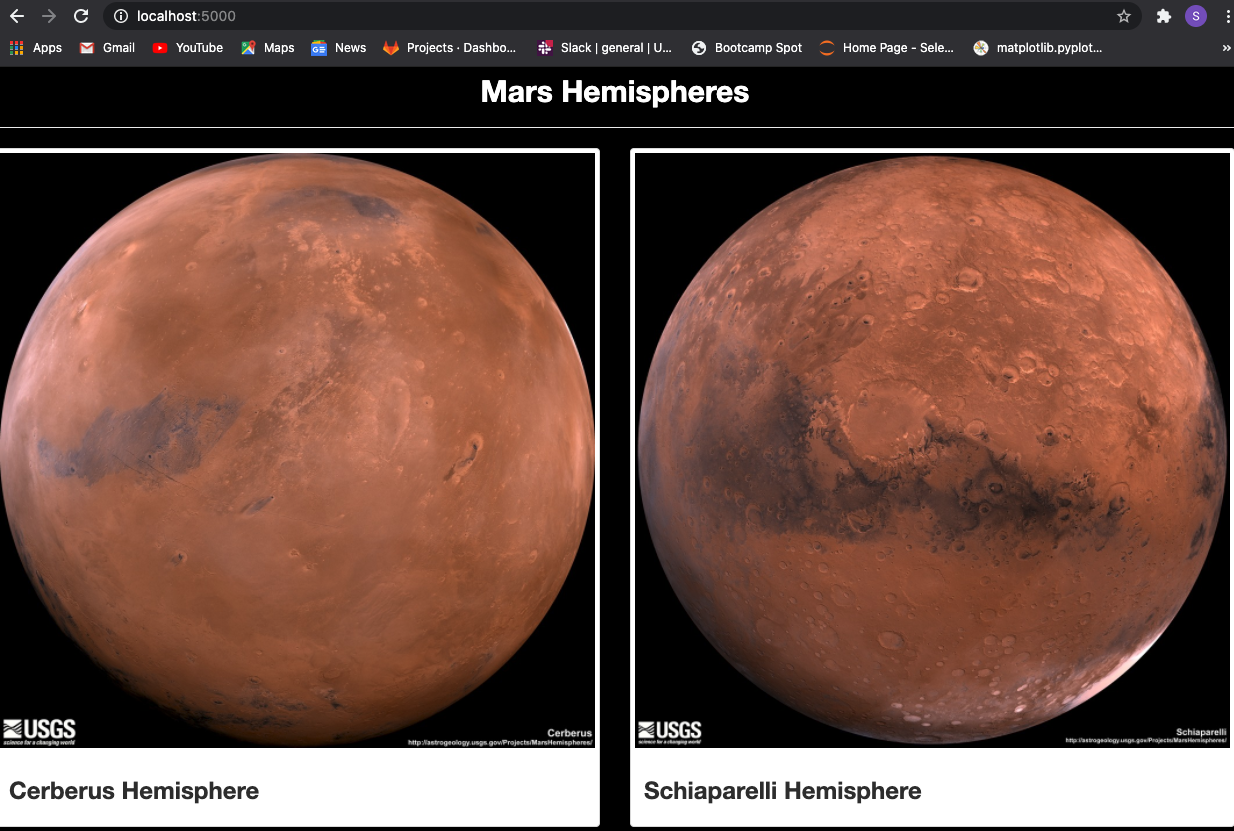 localhost:5000
S
Apps Gmail YouTube Maps News Projects · Dashbo... Slack | general | U... Bootcamp Spot Home Page - Sele... matplotlib.pyplot... »
Mars Hemispheres
USGS
science for a changing world
Cerberus
http://astrogeology.usgs.gov/Projects/MarsHemispheres/
USGS
science for a changing world
Schiaparelli
http://astrogeology.usgs.gov/Projects/MarsHemispheres/
Cerberus Hemisphere
Schiaparelli Hemisphere